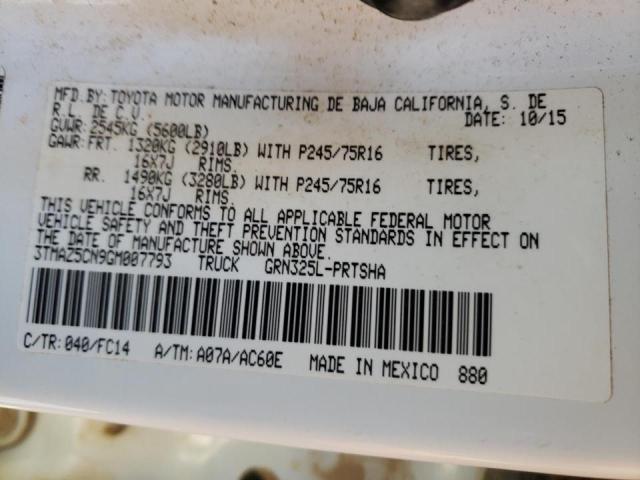 MFD.BY:TOYOTA MOTOR MANUFACTURING DE BAJA CALIFORNIA, S. DE
R.L. DE C.V. DATE: 10/15
GVWR:2545KG (5600LB)
GAWR:FRT. 1320KG (2910LB) WITH P245/75R16 TIRES,
16X7J RIMS.
RR. 1490KG (3280LB) WITH P245/75R16 TIRES,
16X7J RIMS.
THIS VEHICLE CONFORMS TO ALL APPLICABLE FEDERAL MOTOR
VEHICLE SAFETY AND THEFT PREVENTION STANDARDS IN EFFECT ON
THE DATE OF MANUFACTURE SHOWN ABOVE.
3TMAZ5CN9GM007793 TRUCK GRN325L-PRTSHA
C/TR:040/FC14 A/TM:A07A/AC60E MADE IN MEXICO 880